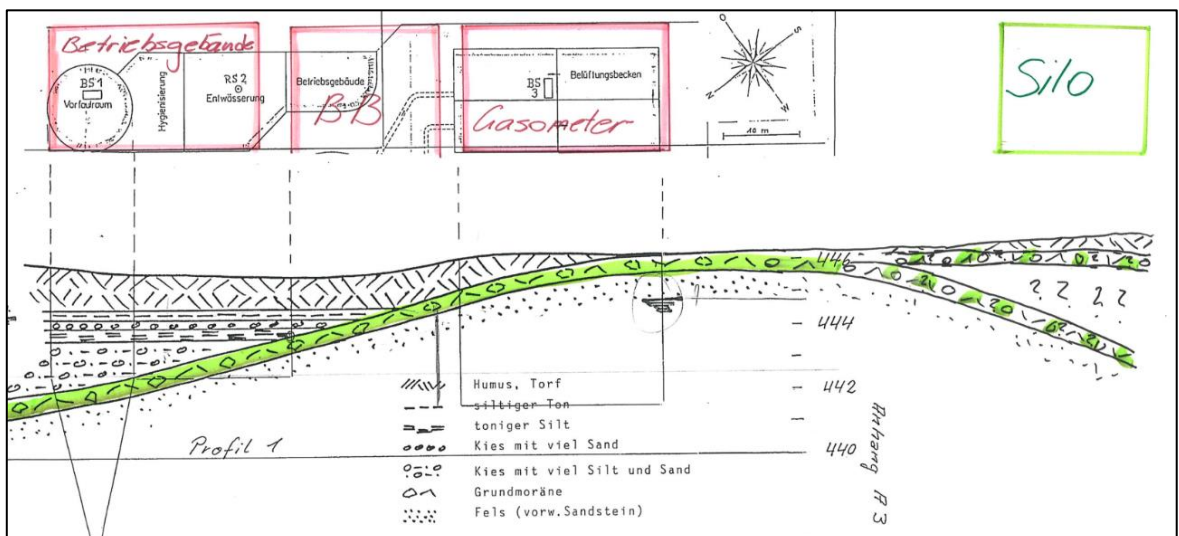 Betriebsgebäude
BS1
Vorfaulraum
Hygienisierung
RS2
Entwässerung
Betriebsgebäude
BB
BS
3
Belüftungsbecken
Gasometer
O
S
N
W
10 m
Silo
446
444
442
440
? ? ? ?
Humus, Torf
siltiger Ton
toniger Silt
Kies mit viel Sand
Kies mit viel Silt und Sand
Grundmoräne
Fels (vorw.Sandstein)
Profil 1
Anhang A3